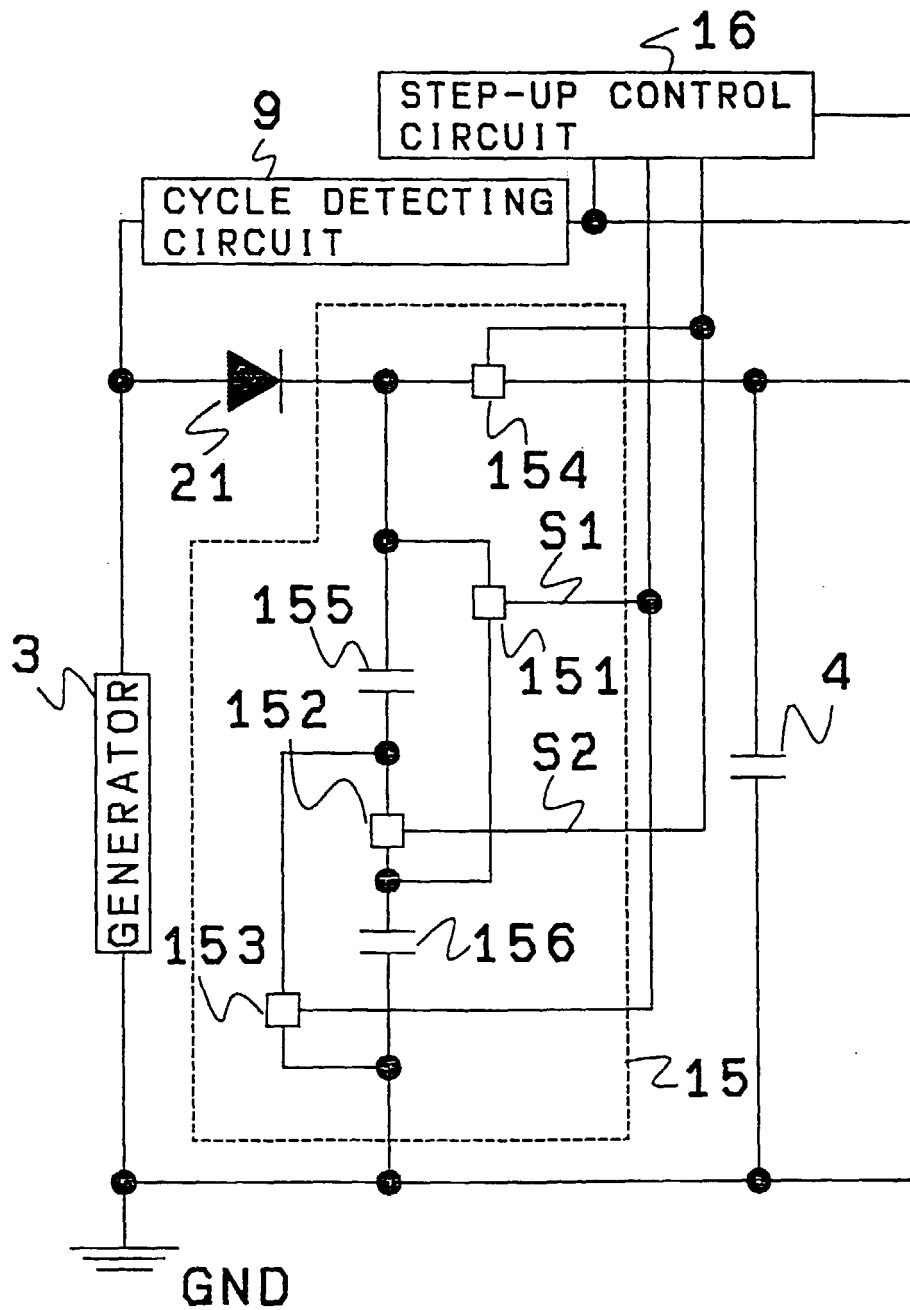 16
STEP-UP CONTROL
CIRCUIT
9
CYCLE DETECTING
CIRCUIT
21
154
S1
155
151
3
152
4
GENERATOR
S2
153
156
15
GND